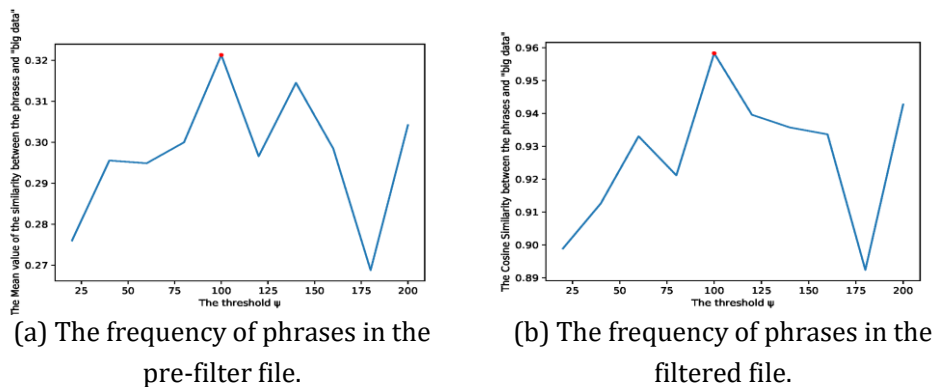 The Mean value of the similarity between the phrases and "big data"
0.32
0.31
0.30
0.29
0.28
0.27
25 50 75 100 125 150 175 200
The threshold ψ
(a) The frequency of phrases in the
pre-filter file.
The Cosine Similarity between the phrases and "big data"
0.96
0.95
0.94
0.93
0.92
0.91
0.90
0.89
25 50 75 100 125 150 175 200
The threshold ψ
(b) The frequency of phrases in the
filtered file.